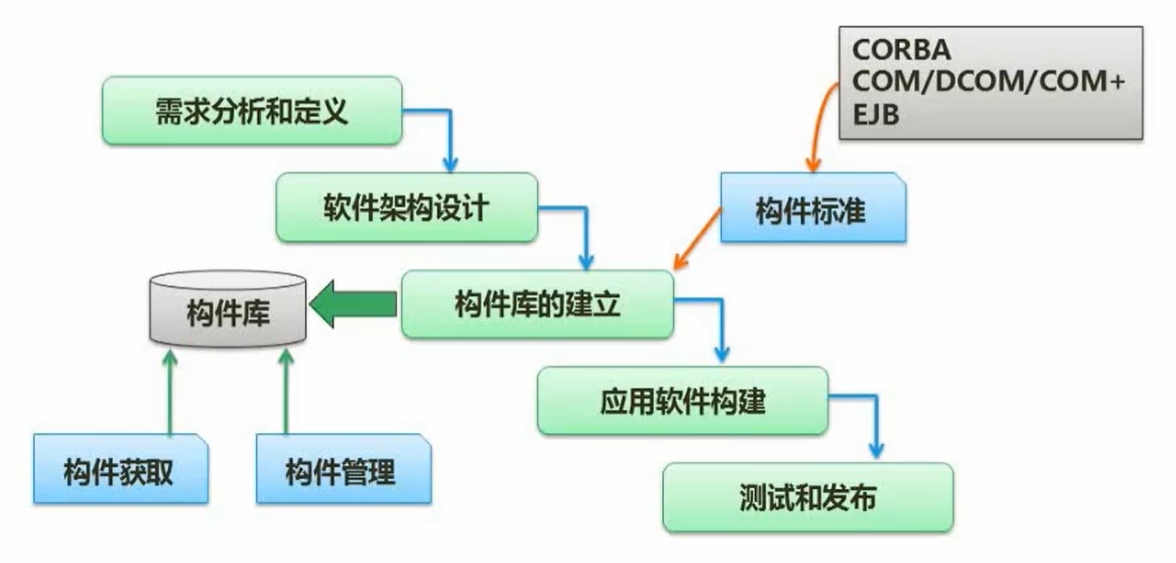 CORBA
COM/DCOM/COM+
EJB
需求分析和定义
软件架构设计
构件标准
构件库
构件库的建立
应用软件构建
构件获取
构件管理
测试和发布